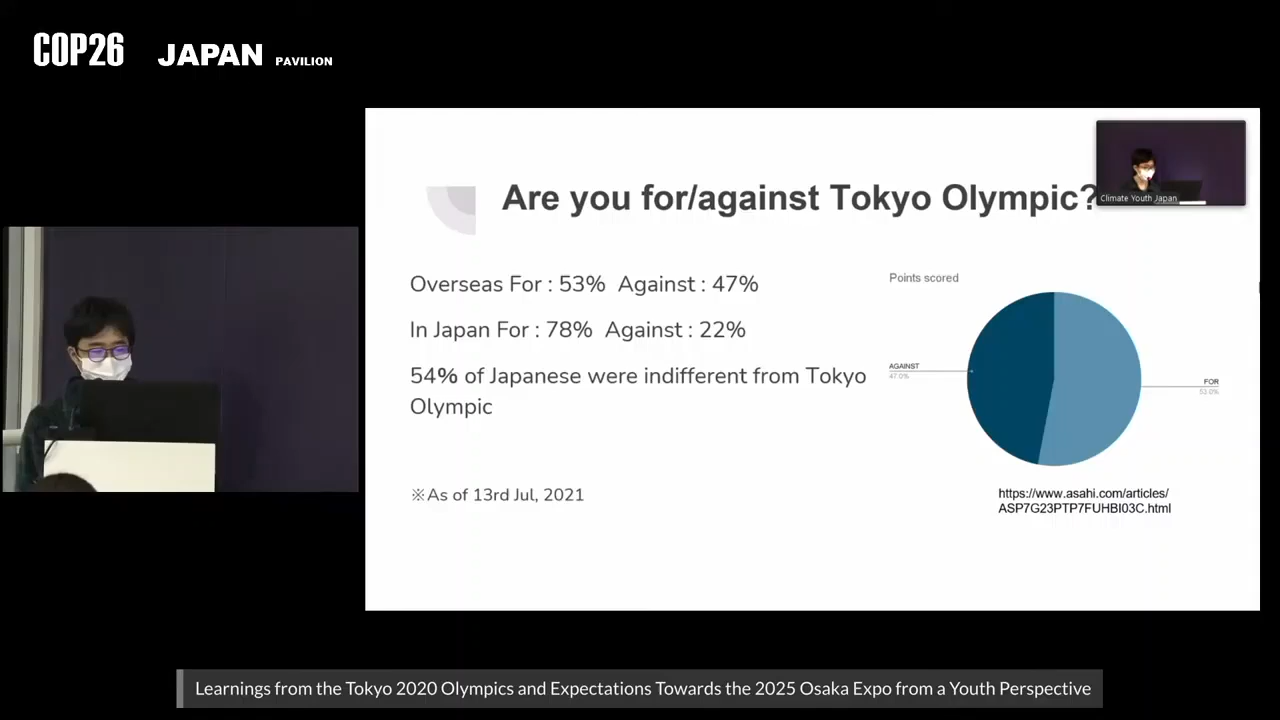 COP26 JAPAN PAVILION
Are you for/against Tokyo Olympic?
Climate Youth Japan
Overseas For : 53% Against : 47%
In Japan For : 78% Against : 22%
54% of Japanese were indifferent from Tokyo
Olympic
※As of 13rd Jul, 2021
Points scored
AGAINST
47.0%
FOR
53.0%
https://www.asahi.com/articles/
ASP7G23PTP7FUHBI03C.html
Learnings from the Tokyo 2020 Olympics and Expectations Towards the 2025 Osaka Expo from a Youth Perspective